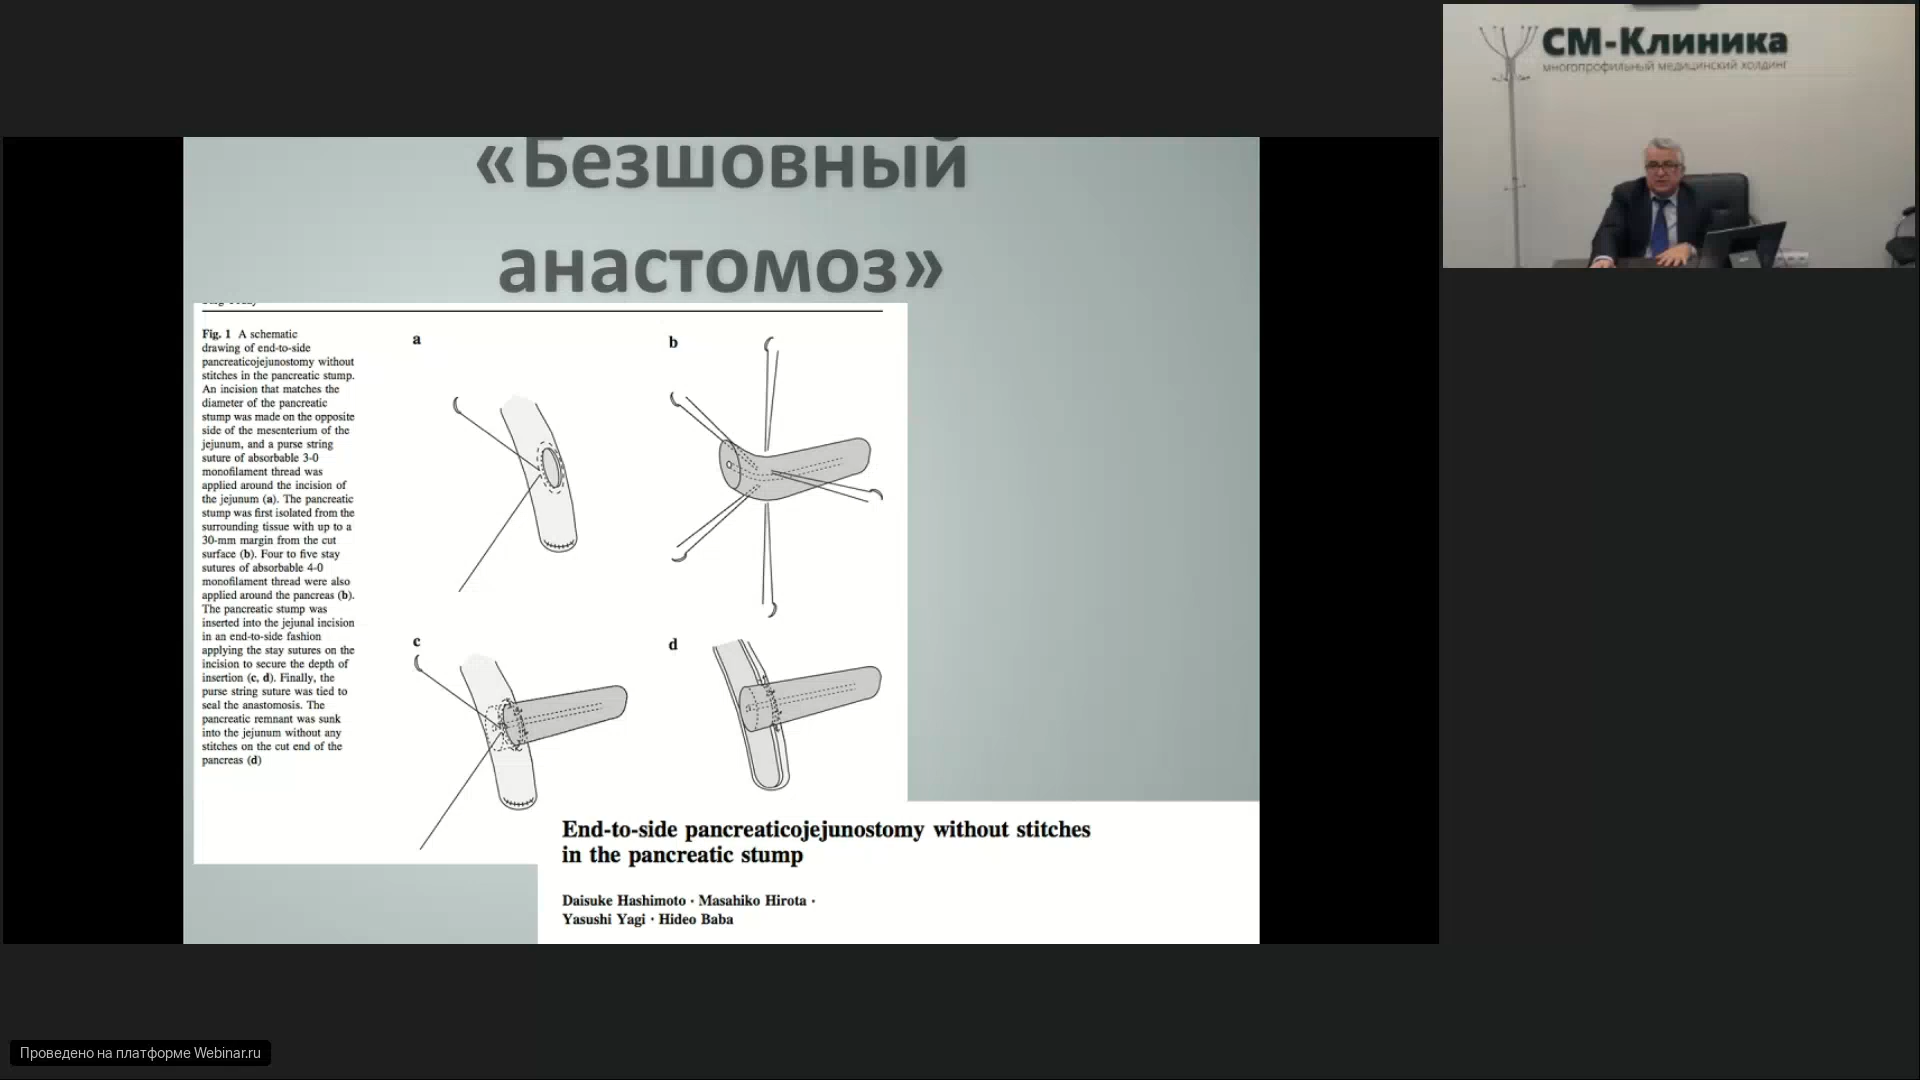 СМ-Клиника
многопрофильный медицинский холдинг
«Безшовный
анастомоз»
Fig. 1 A schematic
drawing of end-to-side
pancreaticojejunostomy without
stitches in the pancreatic stump.
An incision that matches the
diameter of the pancreatic
stump was made on the opposite
side of the mesenterium of the
jejunum, and a purse string
suture of absorbable 3-0
monofilament thread was
applied around the incision of
the jejunum (a). The pancreatic
stump was first isolated from the
surrounding tissue with up to a
30-mm margin from the cut
surface (b). Four to five stay
sutures of absorbable 4-0
monofilament thread were also
applied around the pancreas (b).
The pancreatic stump was
inserted into the jejunal incision
in an end-to-side fashion
applying the stay sutures on the
incision to secure the depth of
insertion (c, d). Finally, the
purse string suture was tied to
seal the anastomosis. The
pancreatic remnant was sunk
into the jejunum without any
stitches on the cut end of the
pancreas (d)
a
b
c
d
End-to-side pancreaticojejunostomy without stitches
in the pancreatic stump
Daisuke Hashimoto · Masahiko Hirota ·
Yasushi Yagi · Hideo Baba
Проведено на платформе Webinar.ru